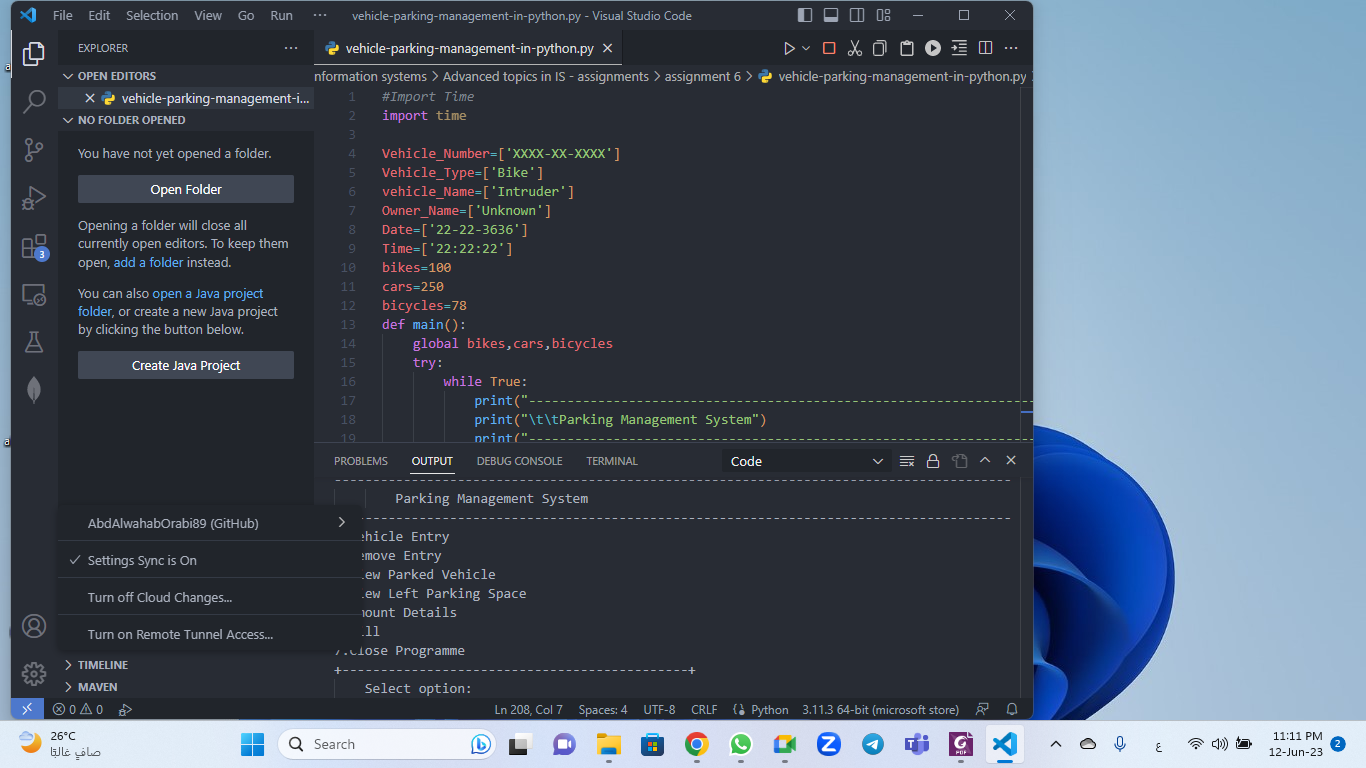 File Edit Selection View Go Run ··· vehicle-parking-management-in-python.py - Visual Studio Code
EXPLORER ···
OPEN EDITORS
vehicle-parking-management-i...
NO FOLDER OPENED
You have not yet opened a folder.
Open Folder
Opening a folder will close all
currently open editors. To keep them
open, add a folder instead.
You can also open a Java project
folder, or create a new Java project
by clicking the button below.
Create Java Project
3
AbdAlwahabOrabi89 (GitHub)
Settings Sync is On
Turn off Cloud Changes...
Turn on Remote Tunnel Access...
TIMELINE
MAVEN
vehicle-parking-management-in-python.py
nformation systems > Advanced topics in IS - assignments > assignment 6 > vehicle-parking-management-in-python.py
1 #Import Time
2 import time
3
4 Vehicle_Number=['XXXX-XX-XXXX']
5 Vehicle_Type=['Bike']
6 vehicle_Name=['Intruder']
7 Owner_Name=['Unknown']
8 Date=['22-22-3636']
9 Time=['22:22:22']
10 bikes=100
11 cars=250
12 bicycles=78
13 def main():
14 global bikes,cars,bicycles
15 try:
16 while True:
17 print("------------------------------------------------------------------
18 print("\t\tParking Management System")
19 print("------------------------------------------------------------------
PROBLEMS OUTPUT DEBUG CONSOLE TERMINAL Code
----------------------------------------------------------------------------------------
Parking Management System
----------------------------------------------------------------------------------------
ehicle Entry
emove Entry
iew Parked Vehicle
iew Left Parking Space
mount Details
ill
7.Close Programme
+---------------------------------------------+
Select option:
0 0 Ln 208, Col 7 Spaces: 4 UTF-8 CRLF Python 3.11.3 64-bit (microsoft store)
26°C
صافٍ غالبًا
Search
ع
11:11 PM
12-Jun-23
2